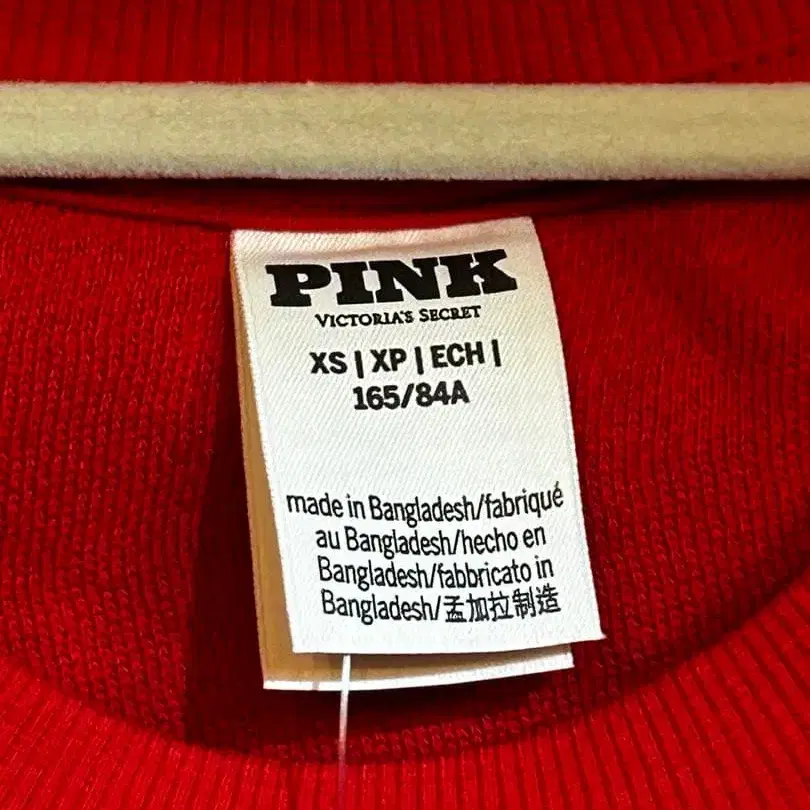 PINK
VICTORIA'S SECRET
XS | XP | ECH |
165/84A
made in Bangladesh/fabriqué
au Bangladesh/hecho en
Bangladesh/fabbricato in
Bangladesh/孟加拉制造